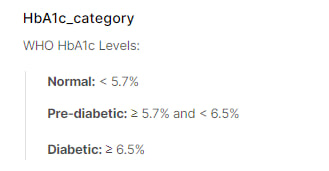 HbA1c_category
WHO HbA1c Levels:
Normal: < 5.7%
Pre-diabetic: ≥ 5.7% and < 6.5%
Diabetic: ≥ 6.5%